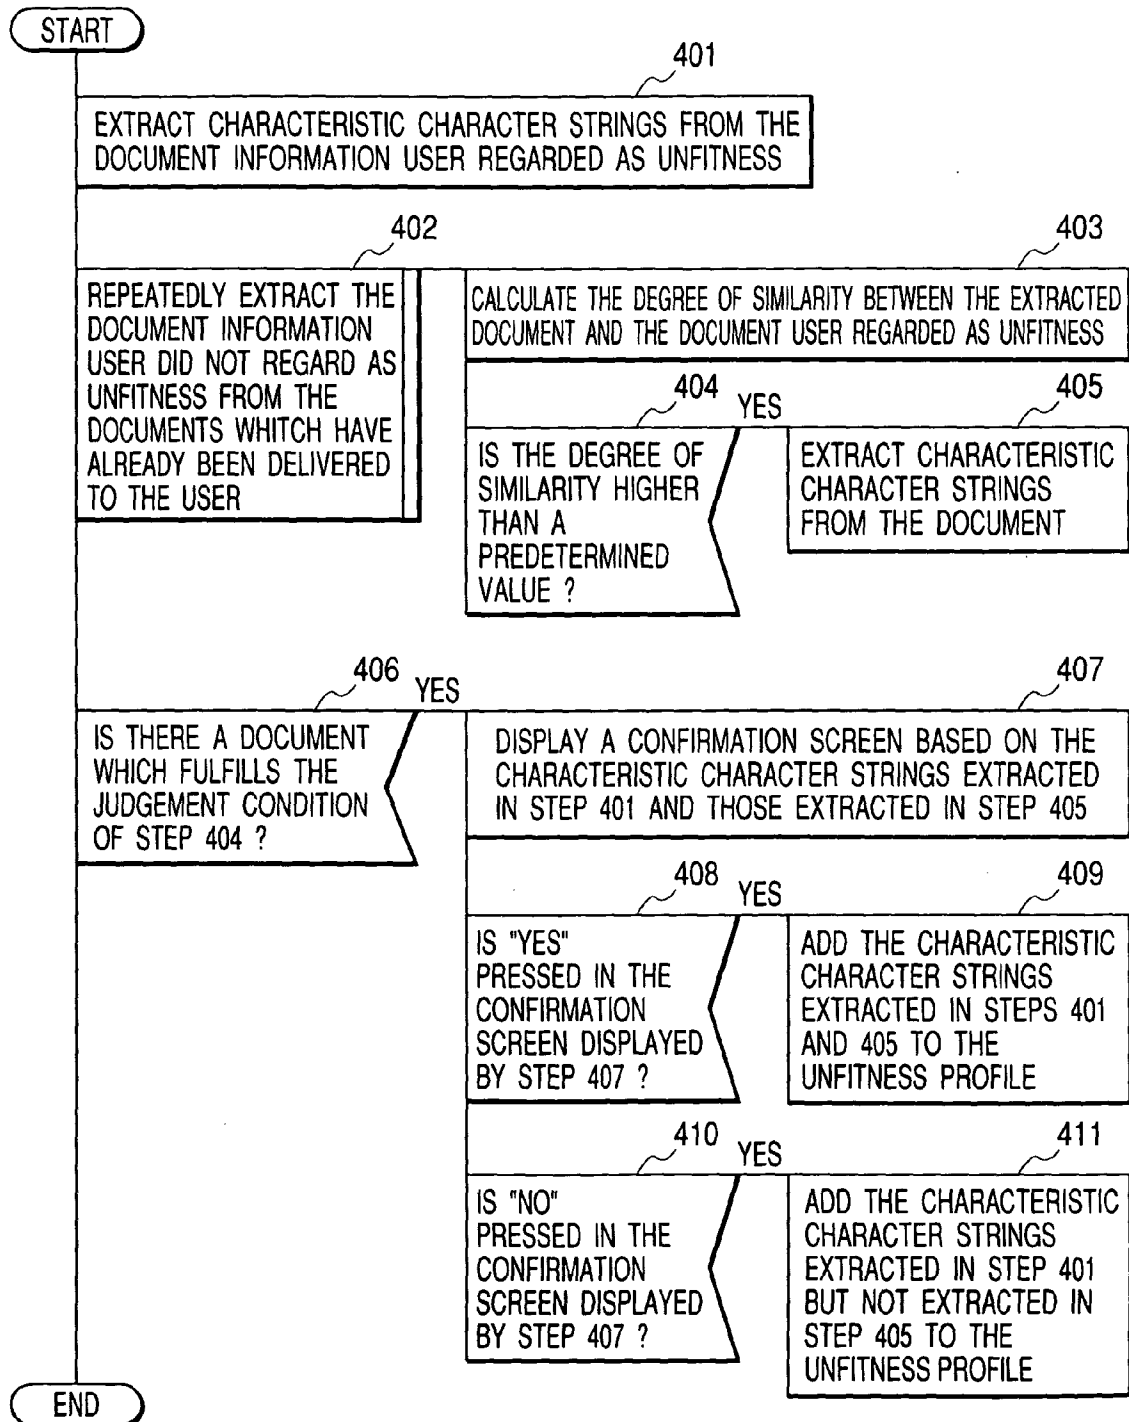 START
401
EXTRACT CHARACTERISTIC CHARACTER STRINGS FROM THE
DOCUMENT INFORMATION USER REGARDED AS UNFITNESS
402
REPEATEDLY EXTRACT THE
DOCUMENT INFORMATION
USER DID NOT REGARD AS
UNFITNESS FROM THE
DOCUMENTS WHITCH HAVE
ALREADY BEEN DELIVERED
TO THE USER
403
CALCULATE THE DEGREE OF SIMILARITY BETWEEN THE EXTRACTED
DOCUMENT AND THE DOCUMENT USER REGARDED AS UNFITNESS
404
YES
IS THE DEGREE OF
SIMILARITY HIGHER
THAN A
PREDETERMINED
VALUE ?
405
EXTRACT CHARACTERISTIC
CHARACTER STRINGS
FROM THE DOCUMENT
406
YES
IS THERE A DOCUMENT
WHICH FULFILLS THE
JUDGEMENT CONDITION
OF STEP 404 ?
407
DISPLAY A CONFIRMATION SCREEN BASED ON THE
CHARACTERISTIC CHARACTER STRINGS EXTRACTED
IN STEP 401 AND THOSE EXTRACTED IN STEP 405
408
YES
IS "YES"
PRESSED IN THE
CONFIRMATION
SCREEN DISPLAYED
BY STEP 407 ?
409
ADD THE CHARACTERISTIC
CHARACTER STRINGS
EXTRACTED IN STEPS 401
AND 405 TO THE
UNFITNESS PROFILE
410
YES
IS "NO"
PRESSED IN THE
CONFIRMATION
SCREEN DISPLAYED
BY STEP 407 ?
411
ADD THE CHARACTERISTIC
CHARACTER STRINGS
EXTRACTED IN STEP 401
BUT NOT EXTRACTED IN
STEP 405 TO THE
UNFITNESS PROFILE
END